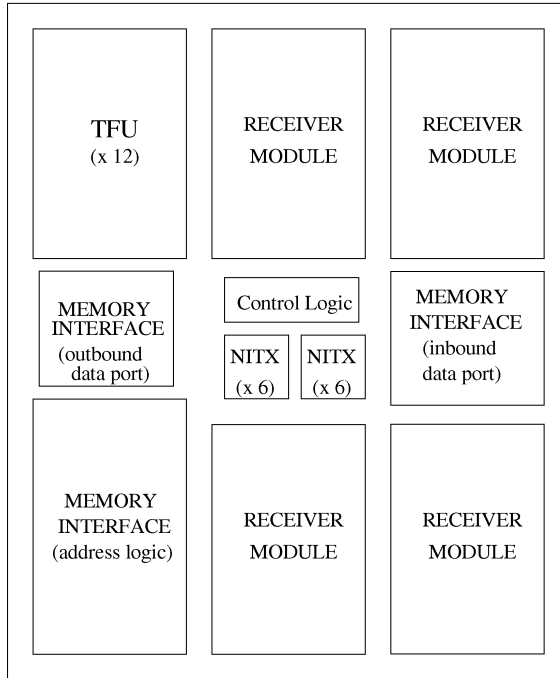 TFU
(x 12)
RECEIVER
MODULE
RECEIVER
MODULE
MEMORY
INTERFACE
(outbound
data port)
Control Logic
NITX
(x 6)
NITX
(x 6)
MEMORY
INTERFACE
(inbound
data port)
MEMORY
INTERFACE
(address logic)
RECEIVER
MODULE
RECEIVER
MODULE